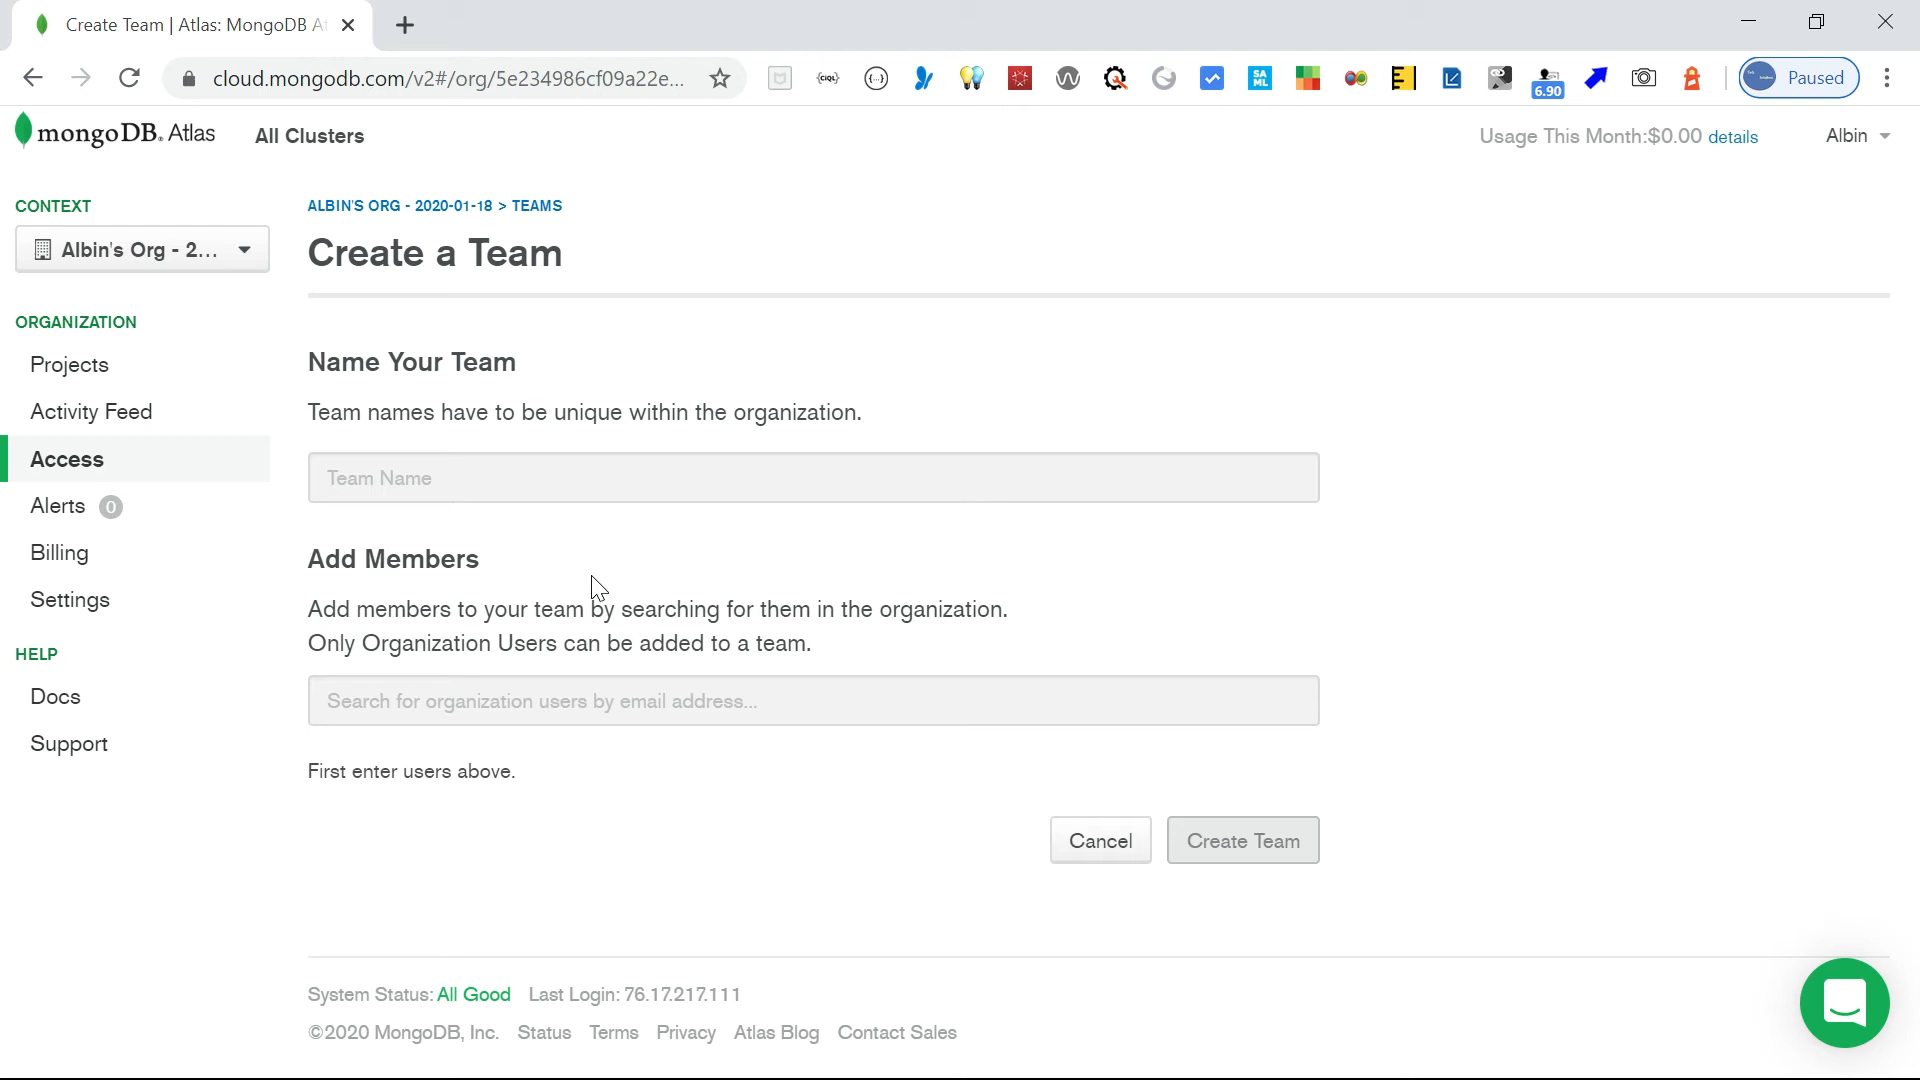 Create Team | Atlas: MongoDB At
cloud.mongodb.com/v2#/org/5e234986cf09a22e...
{CIQL}
{...}
SA
ML
6.90
Paused
mongoDB. Atlas
All Clusters
Usage This Month:$0.00 details
Albin
CONTEXT
Albin's Org - 2...
ORGANIZATION
Projects
Activity Feed
Access
Alerts 0
Billing
Settings
HELP
Docs
Support
ALBIN'S ORG - 2020-01-18 > TEAMS
Create a Team
Name Your Team
Team names have to be unique within the organization.
Team Name
Add Members
Add members to your team by searching for them in the organization.
Only Organization Users can be added to a team.
Search for organization users by email address...
First enter users above.
Cancel
Create Team
System Status: All Good Last Login: 76.17.217.111
©2020 MongoDB, Inc. Status Terms Privacy Atlas Blog Contact Sales